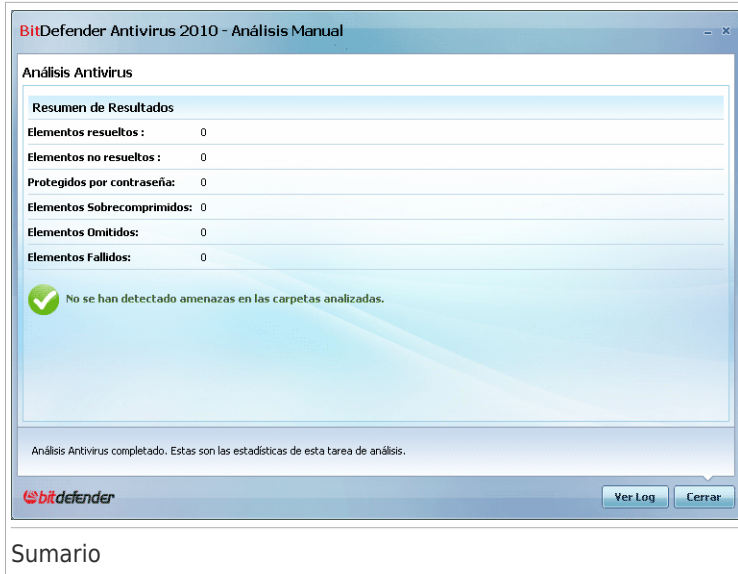 BitDefender Antivirus 2010 - Análisis Manual
Análisis Antivirus
Resumen de Resultados
Elementos resueltos : 0
Elementos no resueltos : 0
Protegidos por contraseña: 0
Elementos Sobrecomprimidos: 0
Elementos Omitidos: 0
Elementos Fallidos: 0
No se han detectado amenazas en las carpetas analizadas.
Análisis Antivirus completado. Estas son las estadísticas de esta tarea de análisis.
bitdefender
Ver Log
Cerrar
Sumario